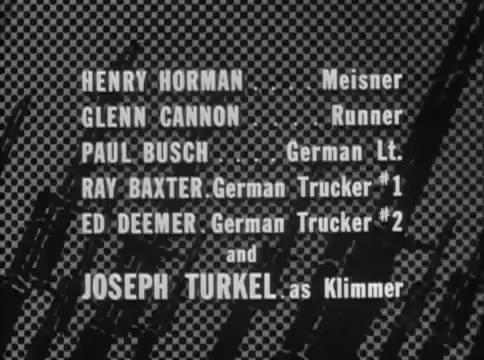 HENRY HORMAN . . . . Meisner
GLENN CANNON . . . . Runner
PAUL BUSCH . . . . German Lt.
RAY BAXTER . German Trucker #1
ED DEEMER . German Trucker #2
and
JOSEPH TURKEL . as Klimmer